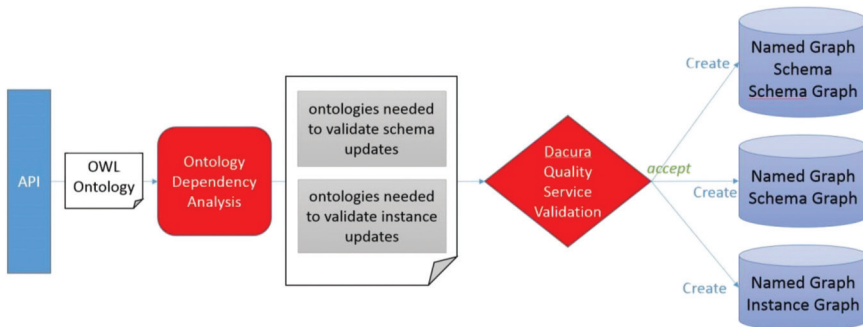 API
OWL
Ontology
Ontology
Dependency
Analysis
ontologies needed
to validate schema
updates
ontologies needed
to validate instance
updates
Dacura
Quality
Service
Validation
accept
Create
Named Graph
Schema
Schema Graph
Create
Named Graph
Schema Graph
Create
Named Graph
Instance Graph